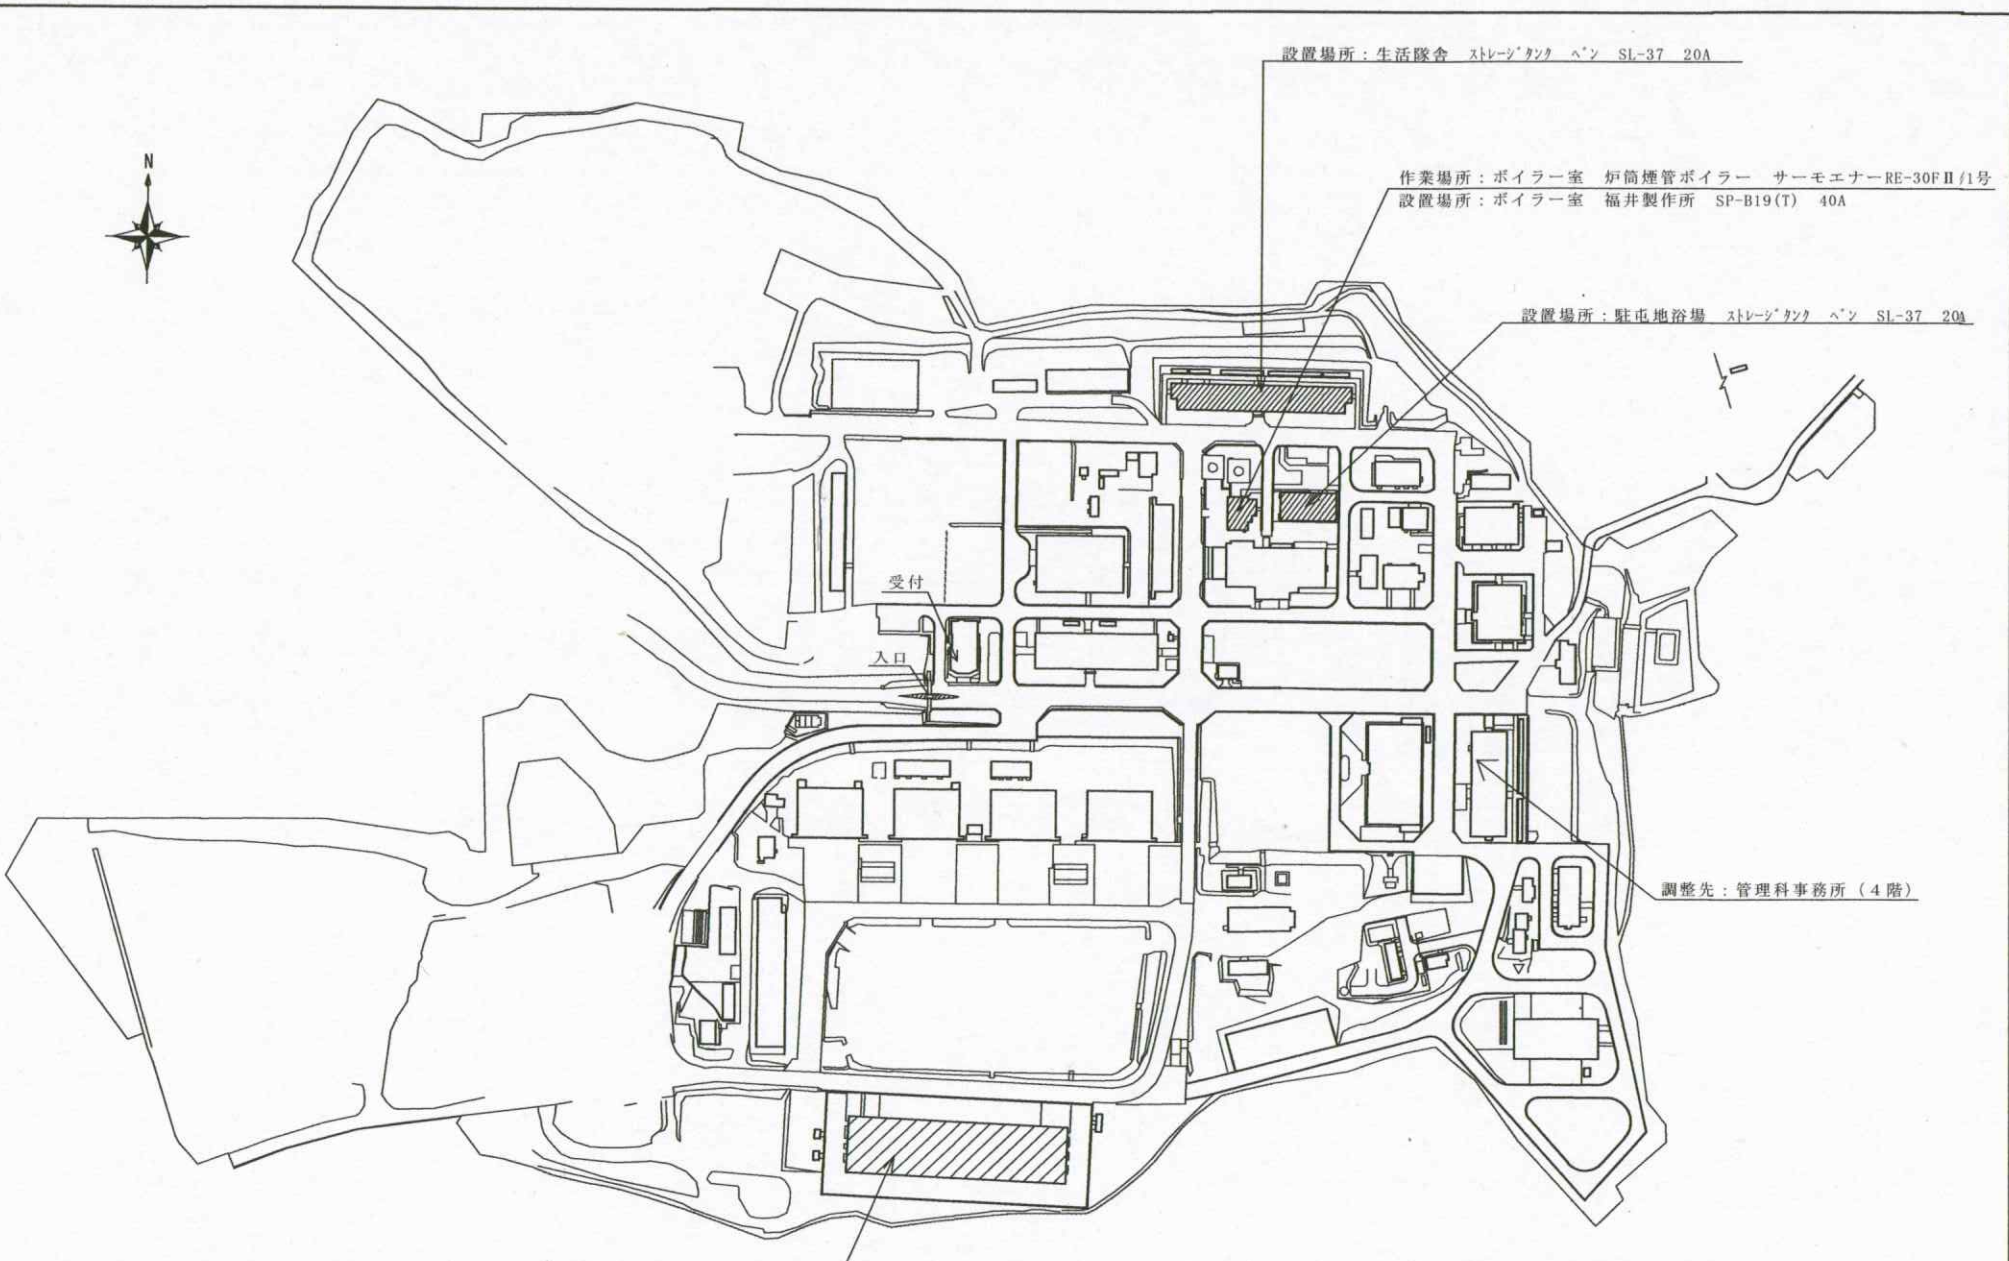 設置場所：生活隊舎　ｽﾄﾚｰｼﾞﾀﾝｸ　ベン　SL-37　20A
N
作業場所：ボイラー室　炉筒煙管ボイラー　サーモエナーRE-30FⅡ/1号
設置場所：ボイラー室　福井製作所　SP-B19(T)　40A
設置場所：駐屯地浴場　ｽﾄﾚｰｼﾞﾀﾝｸ　ベン　SL-37　20A
受付
入口
調整先：管理科事務所（４階）